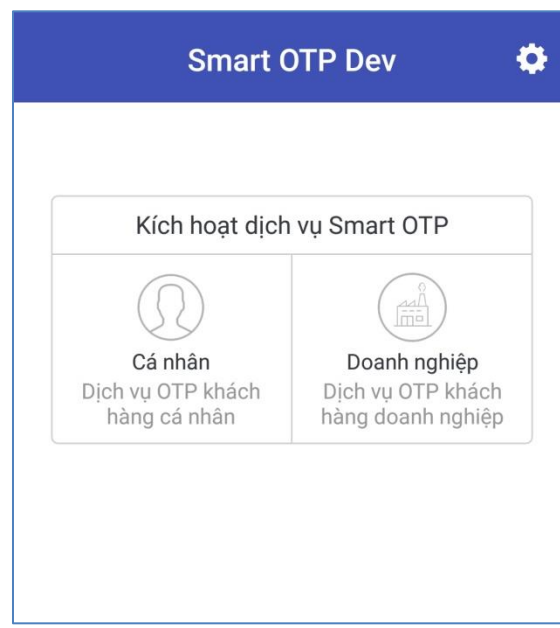 Smart OTP Dev
Kích hoạt dịch vụ Smart OTP
Cá nhân
Dịch vụ OTP khách
hàng cá nhân
Doanh nghiệp
Dịch vụ OTP khách
hàng doanh nghiệp